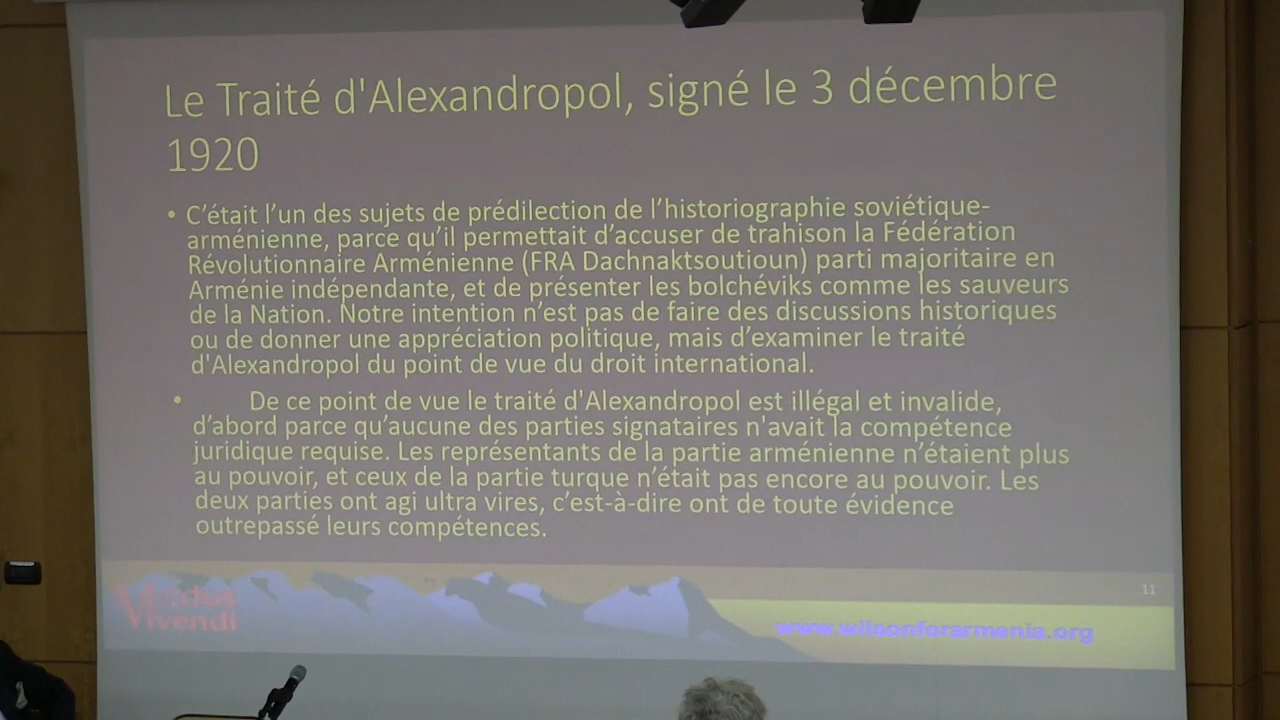 Le Traité d'Alexandropol, signé le 3 décembre
1920
• C'était l'un des sujets de prédilection de l'historiographie soviétique-
arménienne, parce qu'il permettait d'accuser de trahison la Fédération
Révolutionnaire Arménienne (FRA Dachnaktsoutioun) parti majoritaire en
Arménie indépendante, et de présenter les bolchéviks comme les sauveurs
de la Nation. Notre intention n'est pas de faire des discussions historiques
ou de donner une appréciation politique, mais d'examiner le traité
d'Alexandropol du point de vue du droit international.
• De ce point de vue le traité d'Alexandropol est illégal et invalide,
d'abord parce qu'aucune des parties signataires n'avait la compétence
juridique requise. Les représentants de la partie arménienne n'étaient plus
au pouvoir, et ceux de la partie turque n'était pas encore au pouvoir. Les
deux parties ont agi ultra vires, c'est-à-dire ont de toute évidence
outrepassé leurs compétences.
11
Modus
Vivendi
www.wilsonforarmenia.org